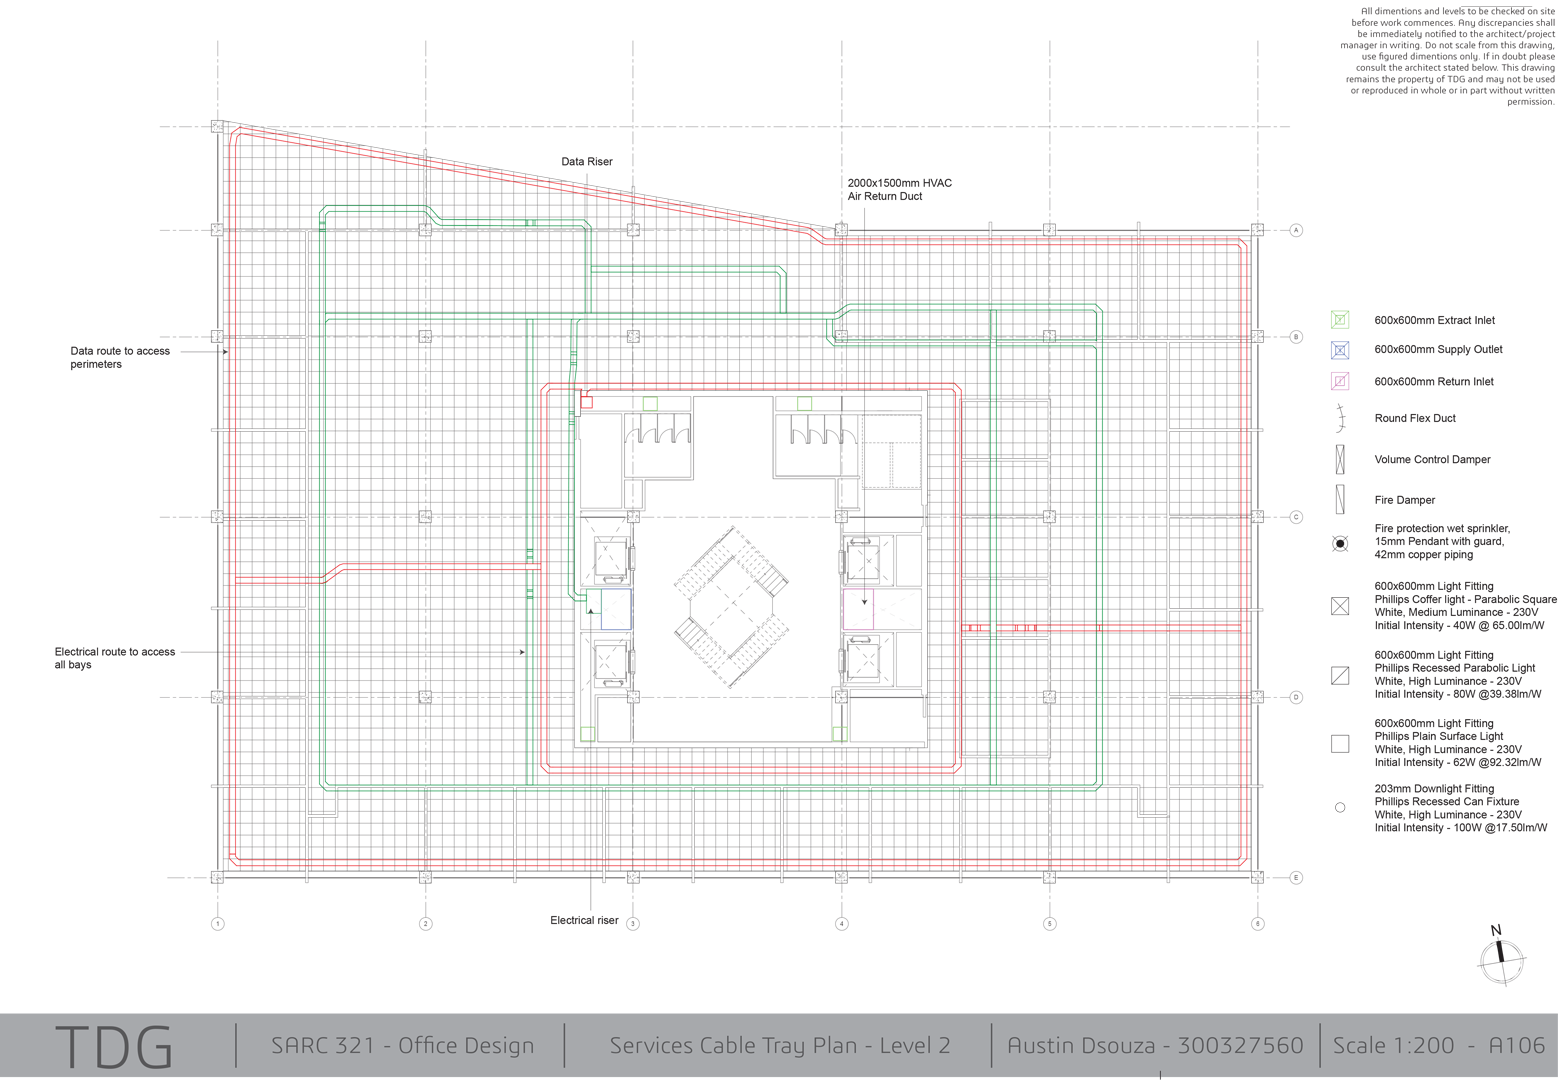 All dimentions and levels to be checked on site
before work commences. Any discrepancies shall
be immediately notified to the architect/project
manager in writing. Do not scale from this drawing,
use figured dimentions only. If in doubt please
consult the architect stated below. This drawing
remains the property of TDG and may not be used
or reproduced in whole or in part without written
permission.
Data Riser
2000x1500mm HVAC
Air Return Duct
A
B
C
D
E
Data route to access
perimeters
Electrical route to access
all bays
Electrical riser
1
2
3
4
5
6
600x600mm Extract Inlet
600x600mm Supply Outlet
600x600mm Return Inlet
Round Flex Duct
Volume Control Damper
Fire Damper
Fire protection wet sprinkler,
15mm Pendant with guard,
42mm copper piping
600x600mm Light Fitting
Phillips Coffer light - Parabolic Square
White, Medium Luminance - 230V
Initial Intensity - 40W @ 65.00lm/W
600x600mm Light Fitting
Phillips Recessed Parabolic Light
White, High Luminance - 230V
Initial Intensity - 80W @39.38lm/W
600x600mm Light Fitting
Phillips Plain Surface Light
White, High Luminance - 230V
Initial Intensity - 62W @92.32lm/W
203mm Downlight Fitting
Phillips Recessed Can Fixture
White, High Luminance - 230V
Initial Intensity - 100W @17.50lm/W
N
TDG
SARC 321 - Office Design
Services Cable Tray Plan - Level 2
Austin Dsouza - 300327560
Scale 1:200 - A106